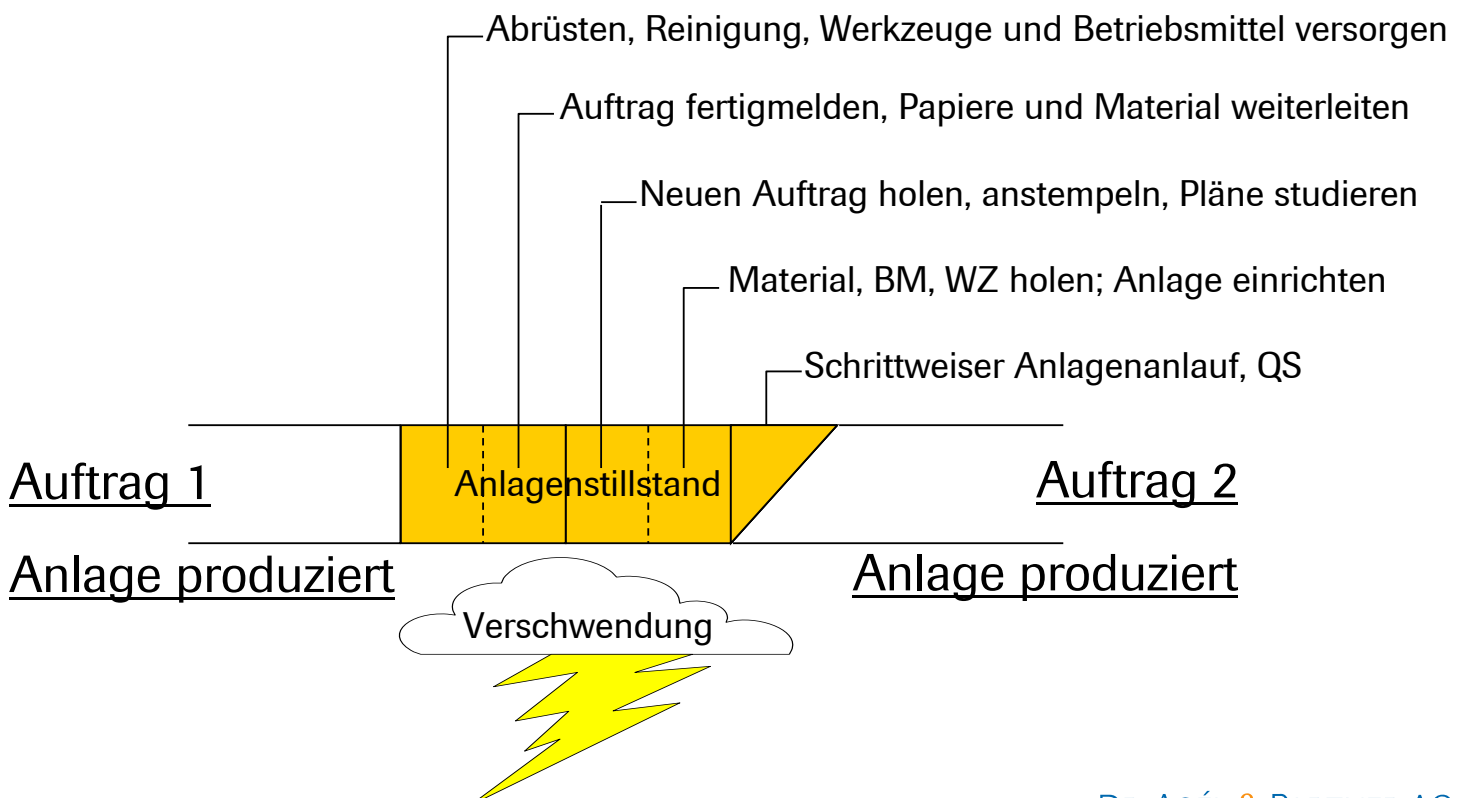 Abrüsten, Reinigung, Werkzeuge und Betriebsmittel versorgen
Auftrag fertigmelden, Papiere und Material weiterleiten
Neuen Auftrag holen, anstempeln, Pläne studieren
Material, BM, WZ holen; Anlage einrichten
Schrittweiser Anlagenanlauf, QS
Auftrag 1
Anlagenstillstand
Auftrag 2
Anlage produziert
Anlage produziert
Verschwendung